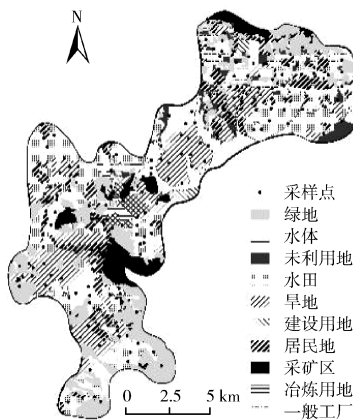 N
采样点
绿地
水体
未利用地
水田
旱地
建设用地
居民地
采矿区
冶炼用地
一般工厂
0 2.5 5 km